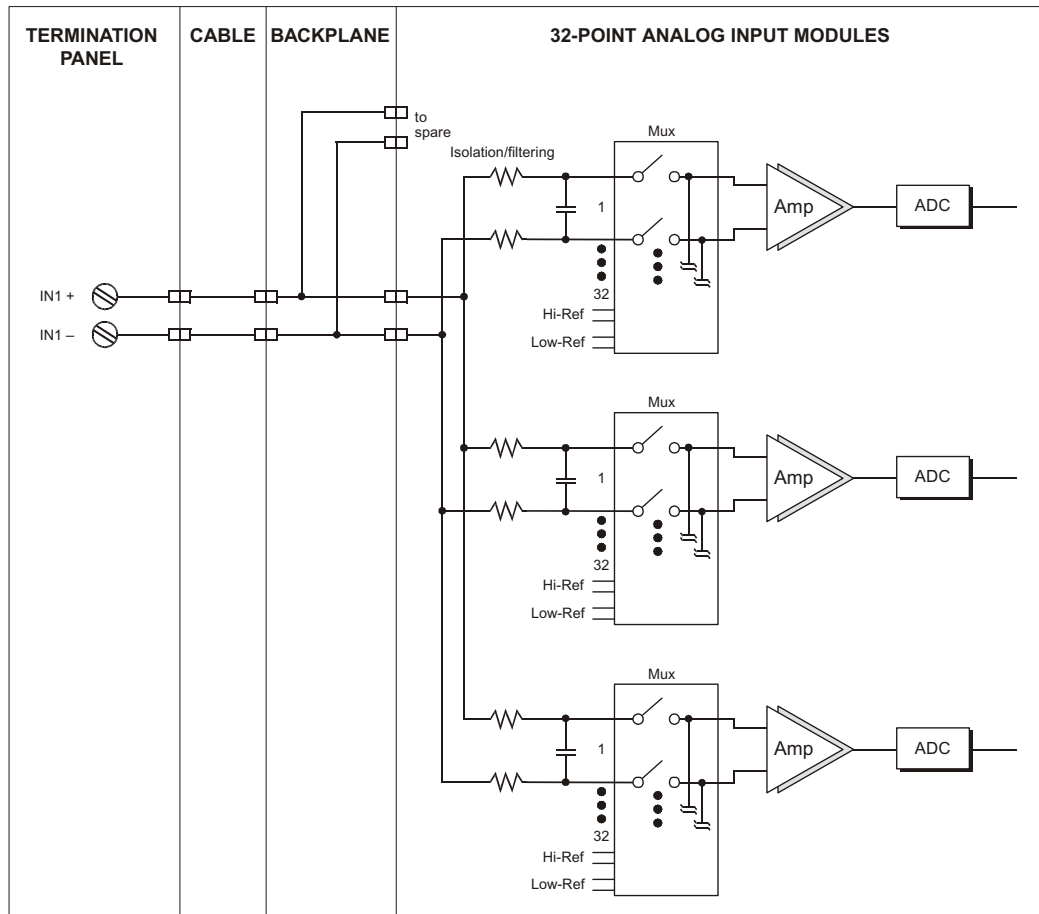 TERMINATION
PANEL
CABLE
BACKPLANE
32-POINT ANALOG INPUT MODULES
to
spare
Isolation/filtering
Mux
1
32
Hi-Ref
Low-Ref
Amp
ADC
IN1 +
IN1 –
Mux
1
32
Hi-Ref
Low-Ref
Amp
ADC
Mux
1
32
Hi-Ref
Low-Ref
Amp
ADC